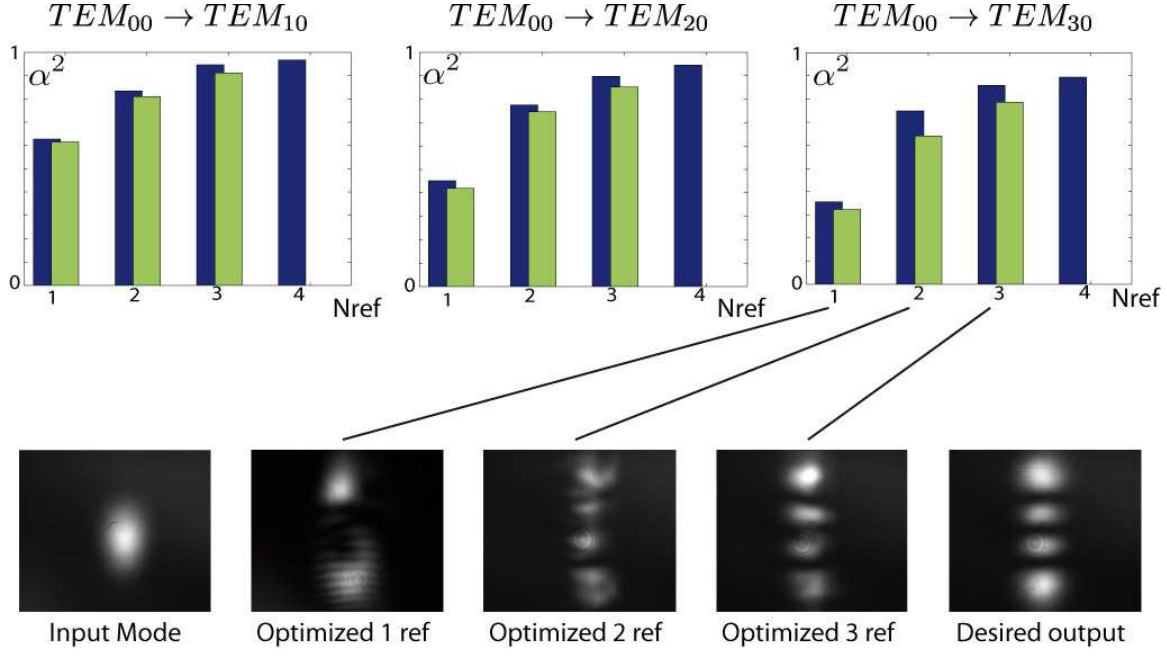 TEM₀₀ → TEM₁₀
TEM₀₀ → TEM₂₀
TEM₀₀ → TEM₃₀
1
α²
0
1 2 3 4
Nref
1
α²
0
1 2 3 4
Nref
1
α²
0
1 2 3 4
Nref
Input Mode
Optimized 1 ref
Optimized 2 ref
Optimized 3 ref
Desired output